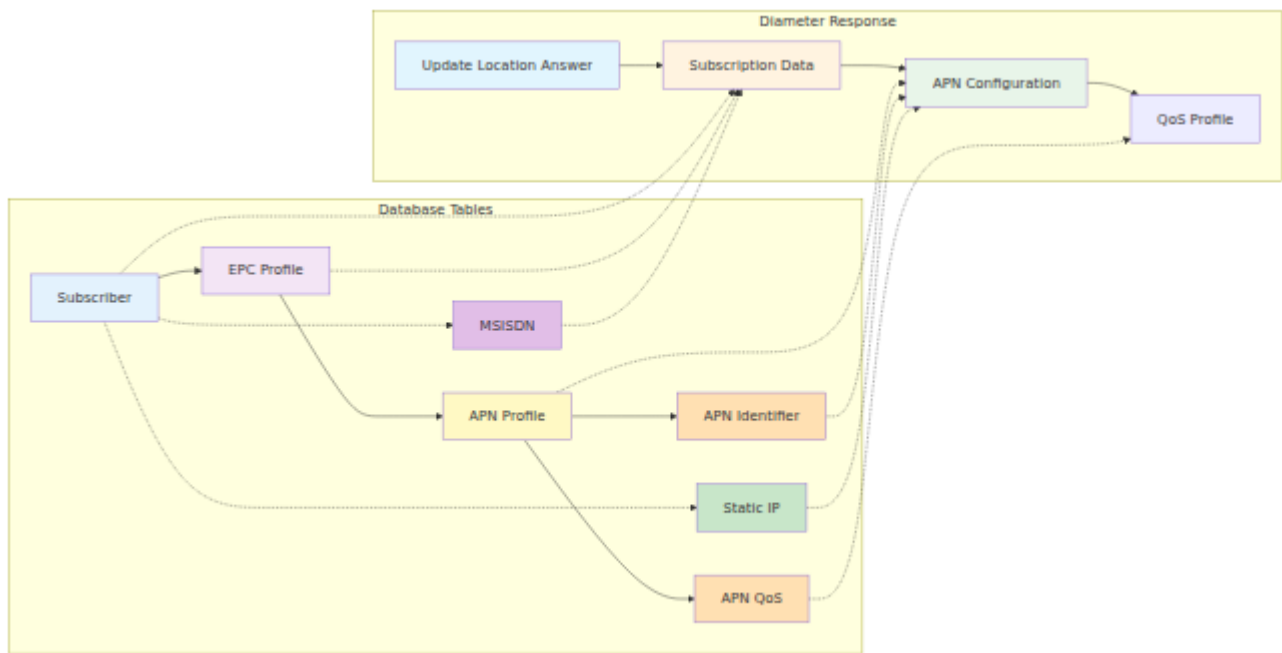 Diameter Response
Update Location Answer
Subscription Data
APN Configuration
QoS Profile
Database Tables
EPC Profile
Subscriber
MSISDN
APN Profile
APN Identifier
Static IP
APN QoS